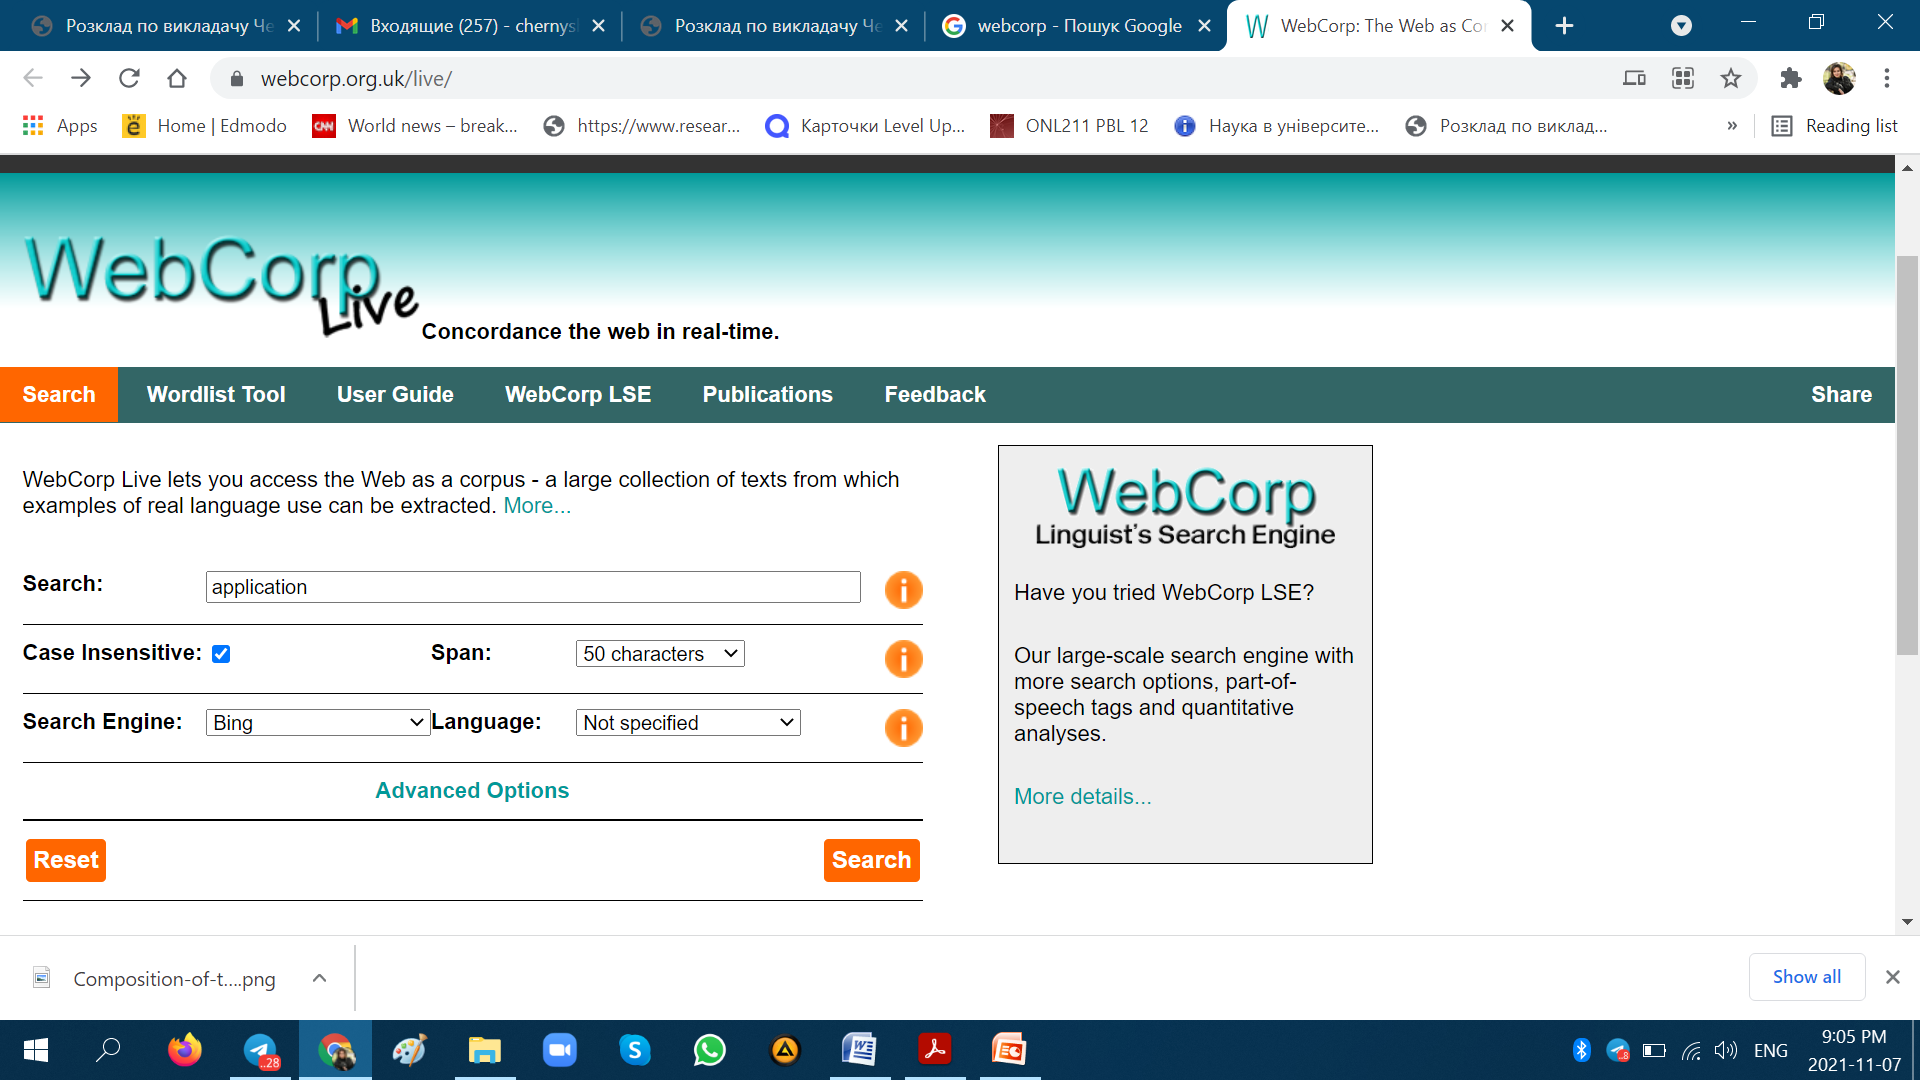 Розклад по викладачу Че
Входящие (257) - chernysl
Розклад по викладачу Че
webcorp - Пошук Google
WebCorp: The Web as Cor
webcorp.org.uk/live/
Apps
Home | Edmodo
CNN World news – break...
https://www.resear...
Карточки Level Up...
ONL211 PBL 12
Наука в університе...
Розклад по виклад...
»
Reading list
WebCorp Live
Concordance the web in real-time.
Search
Wordlist Tool
User Guide
WebCorp LSE
Publications
Feedback
Share
WebCorp Live lets you access the Web as a corpus - a large collection of texts from which
examples of real language use can be extracted. More...
Search: application
Case Insensitive: Span: 50 characters
Search Engine: Bing Language: Not specified
Advanced Options
Reset Search
WebCorp
Linguist's Search Engine
Have you tried WebCorp LSE?
Our large-scale search engine with
more search options, part-of-
speech tags and quantitative
analyses.
More details...
Composition-of-t....png
Show all
..28
ENG
9:05 PM
2021-11-07